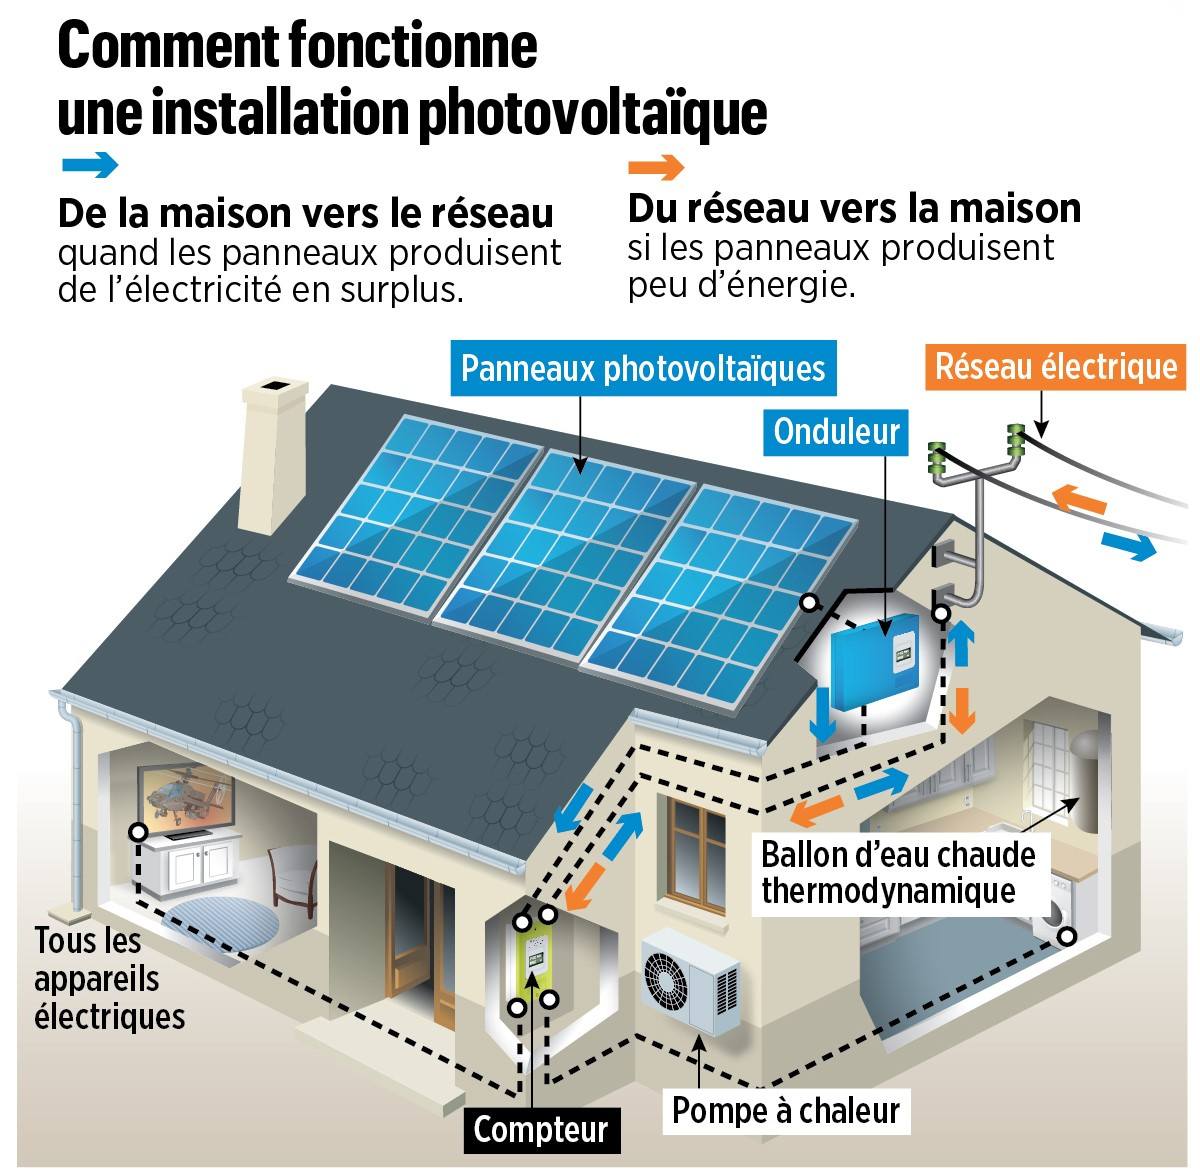 Comment fonctionne
une installation photovoltaïque
De la maison vers le réseau
quand les panneaux produisent
de l’électricité en surplus.
Du réseau vers la maison
si les panneaux produisent
peu d’énergie.
Panneaux photovoltaïques
Réseau électrique
Onduleur
Ballon d’eau chaude
thermodynamique
Tous les
appareils
électriques
Pompe à chaleur
Compteur